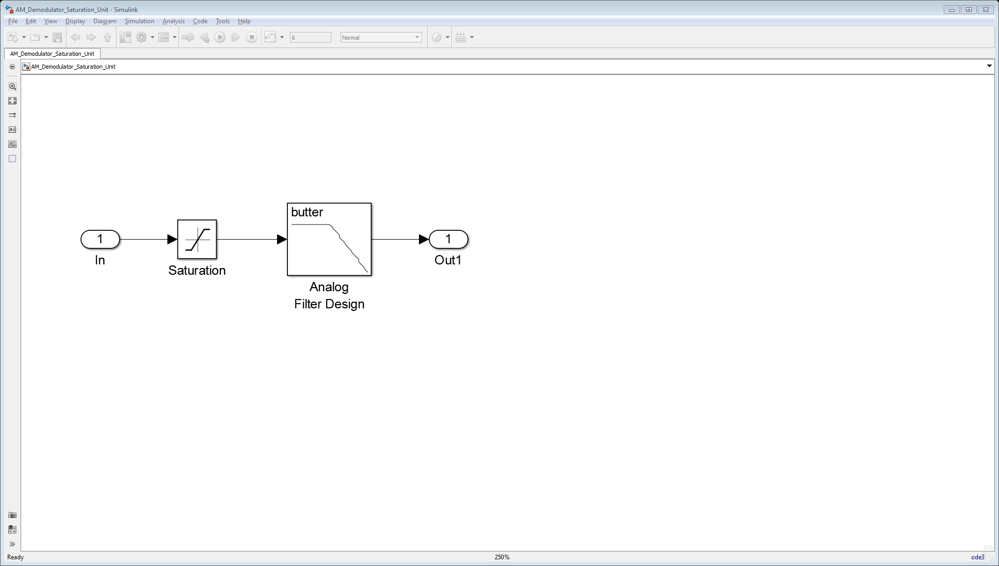 AM_Demodulator_Saturation_Unit - Simulink
File Edit View Display Diagram Simulation Analysis Code Tools Help
6 Normal
AM_Demodulator_Saturation_Unit
AM_Demodulator_Saturation_Unit
butter
1
1
In
Out1
Saturation
Analog
Filter Design
Ready 250% ode3